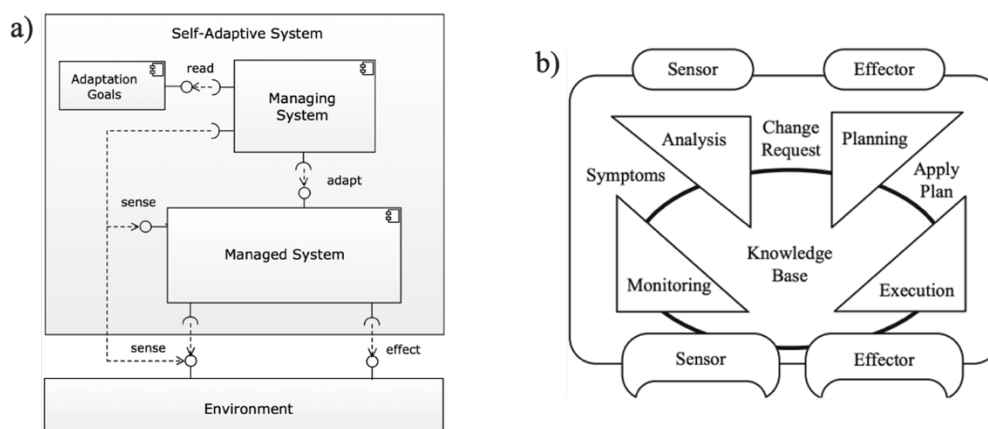 a)
Self-Adaptive System
Adaptation
Goals
read
Managing
System
adapt
sense
Managed System
sense
effect
Environment
b)
Sensor
Effector
Analysis
Change
Request
Planning
Symptoms
Apply
Plan
Knowledge
Base
Monitoring
Execution
Sensor
Effector